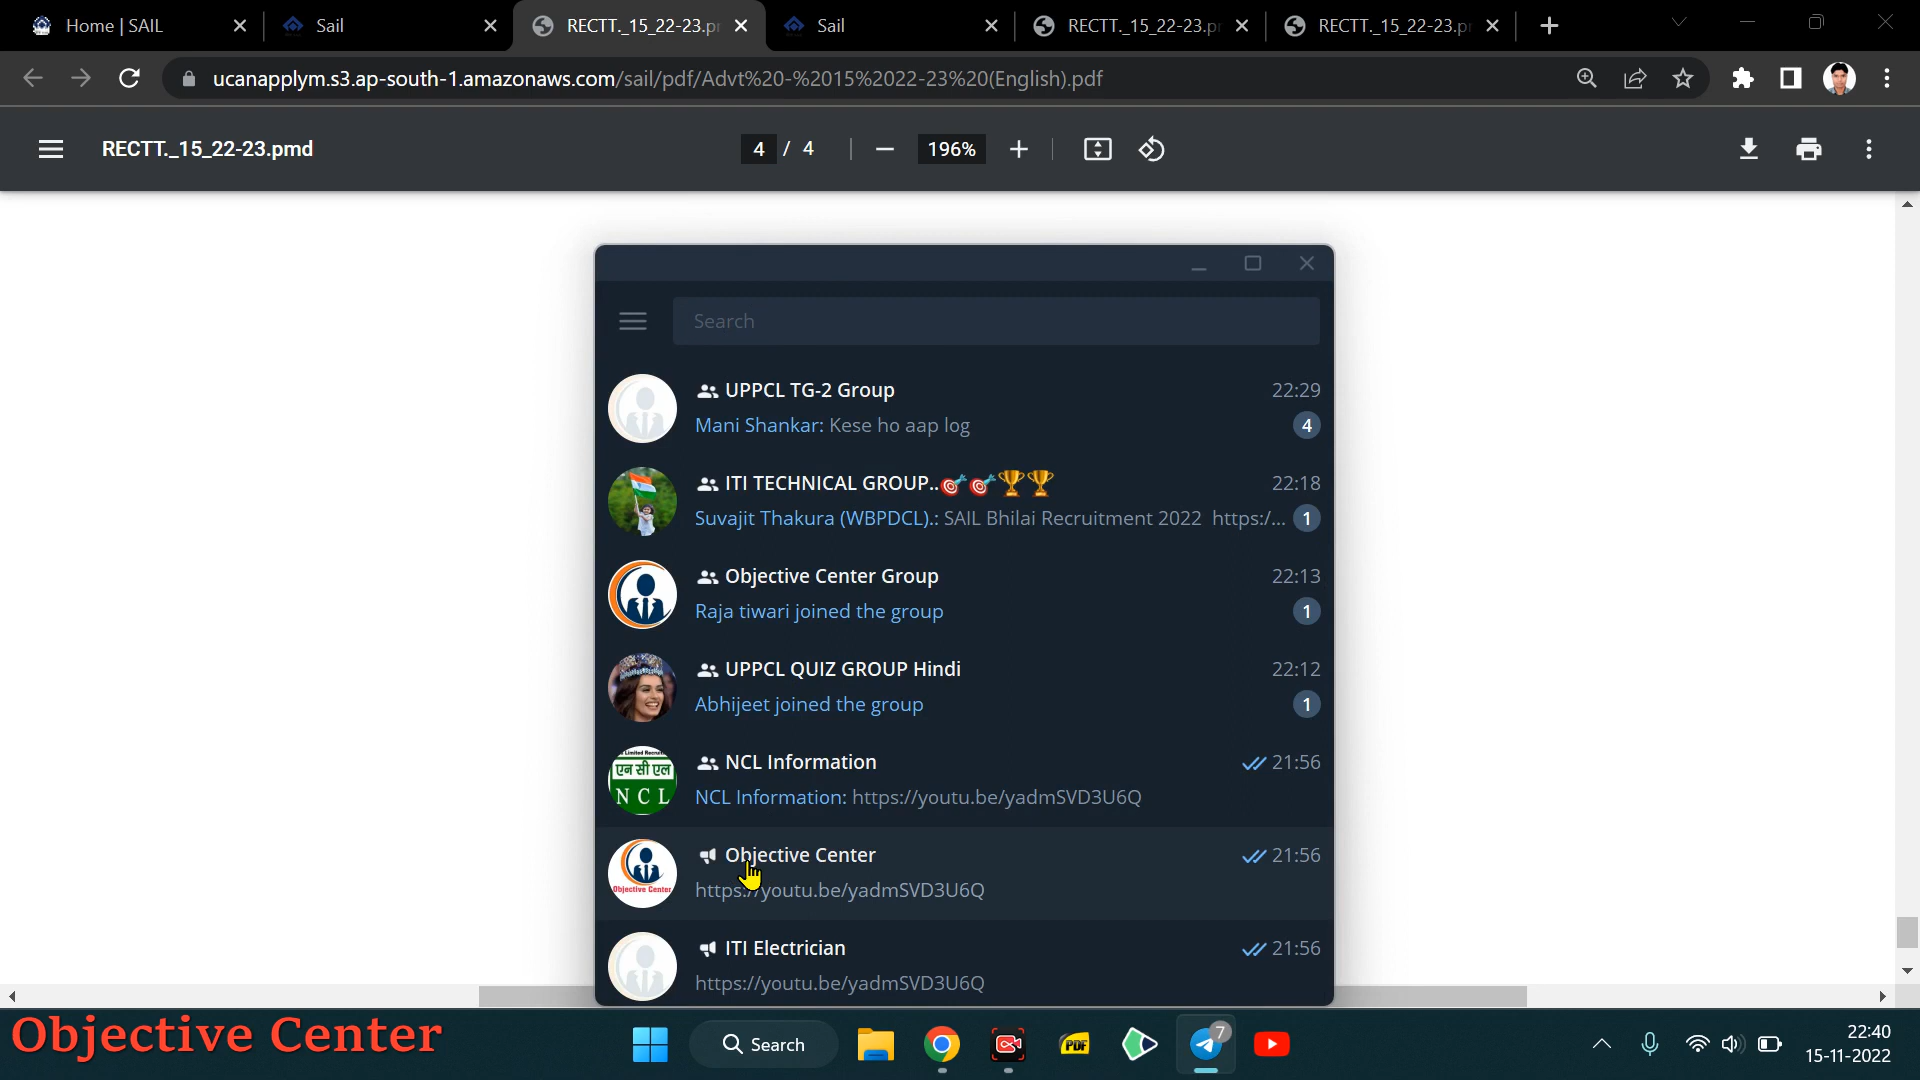 Home | SAIL
Sail
RECTT._15_22-23.p
Sail
RECTT._15_22-23.p
RECTT._15_22-23.p
ucanapplym.s3.ap-south-1.amazonaws.com/sail/pdf/Advt%20-%2015%2022-23%20(English).pdf
RECTT._15_22-23.pmd
4 / 4
196%
Search
UPPCL TG-2 Group 22:29
Mani Shankar: Kese ho aap log 4
ITI TECHNICAL GROUP..🎯🎯🏆🏆 22:18
Suvajit Thakura (WBPDCL).: SAIL Bhilai Recruitment 2022 https:/... 1
Objective Center Group 22:13
Raja tiwari joined the group 1
UPPCL QUIZ GROUP Hindi 22:12
Abhijeet joined the group 1
एन सी एल
N C L
NCL Information 21:56
NCL Information: https://youtu.be/yadmSVD3U6Q
Objective Center
Objective Center 21:56
https://youtu.be/yadmSVD3U6Q
ITI Electrician 21:56
https://youtu.be/yadmSVD3U6Q
Objective Center
Search
PDF
7
22:40
15-11-2022